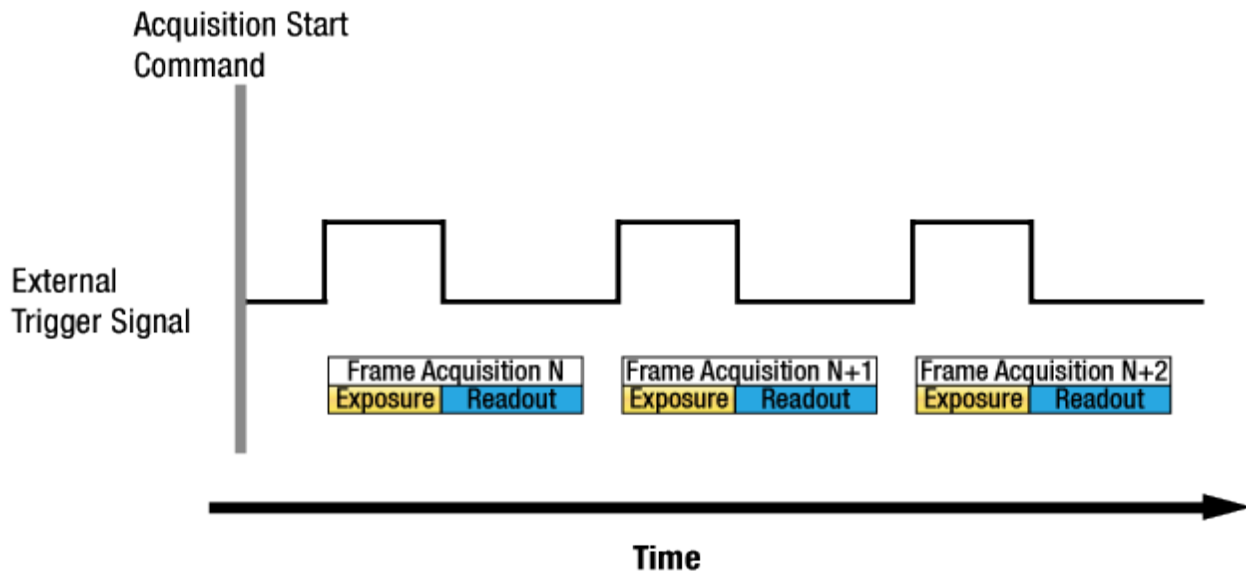 Acquisition Start
Command
External
Trigger Signal
Frame Acquisition N
Exposure
Readout
Frame Acquisition N+1
Exposure
Readout
Frame Acquisition N+2
Exposure
Readout
Time